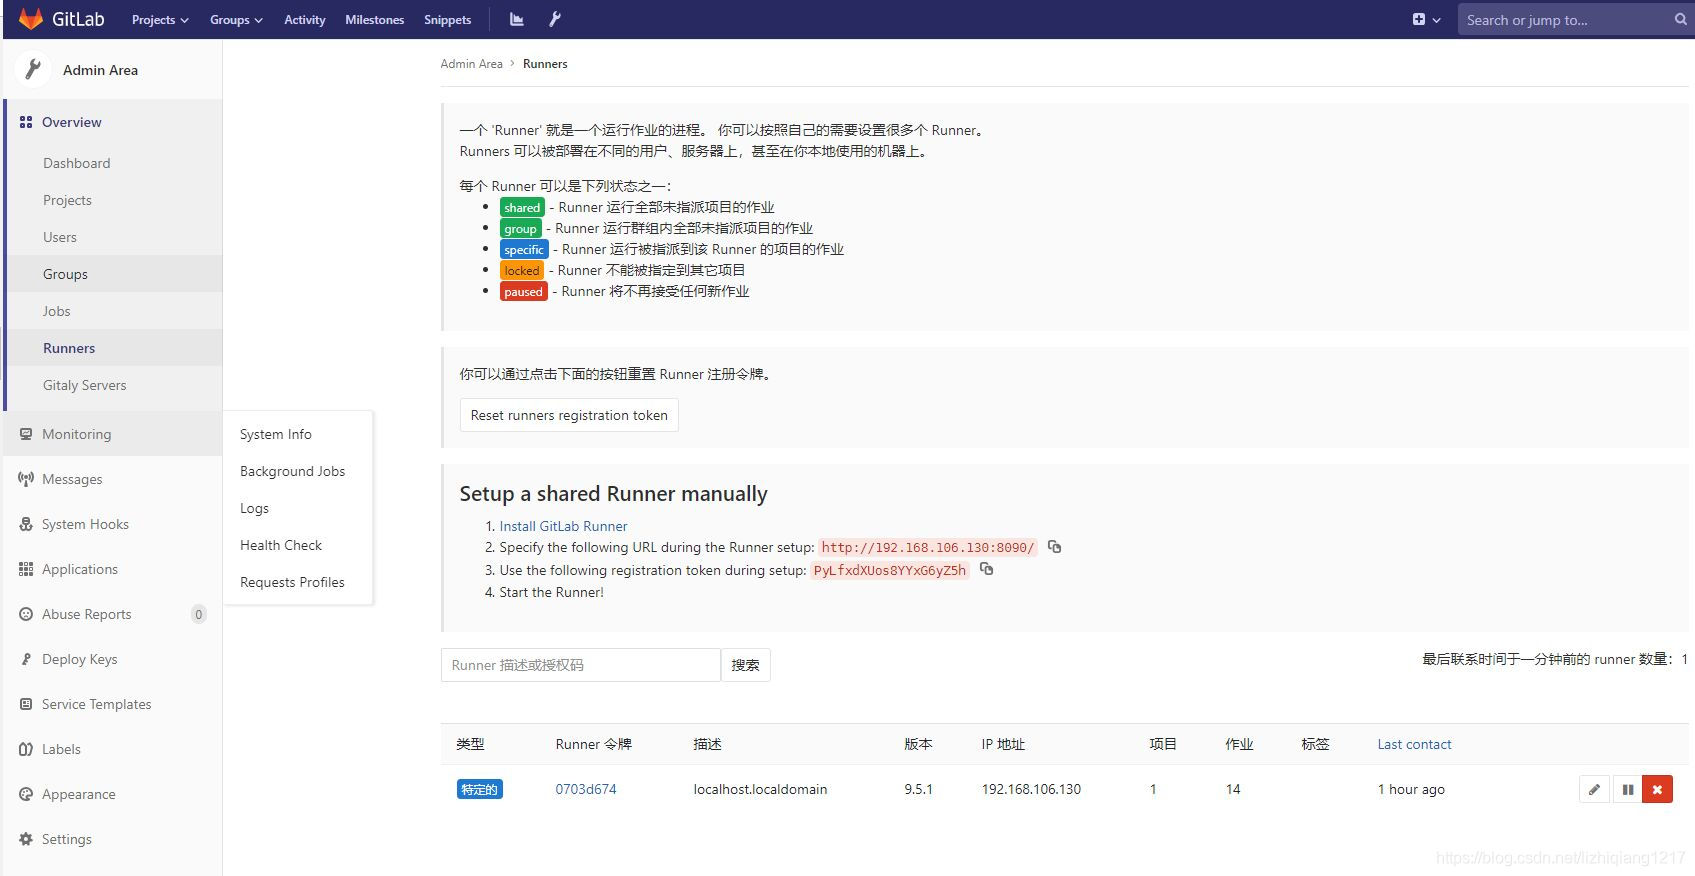 GitLab Projects Groups Activity Milestones Snippets Search or jump to...
Admin Area
Overview
Dashboard
Projects
Users
Groups
Jobs
Runners
Gitaly Servers
Monitoring
Messages
System Hooks
Applications
Abuse Reports 0
Deploy Keys
Service Templates
Labels
Appearance
Settings
System Info
Background Jobs
Logs
Health Check
Requests Profiles
Admin Area > Runners
一个 'Runner' 就是一个运行作业的进程。 你可以按照自己的需要设置很多个 Runner。
Runners 可以被部署在不同的用户、服务器上，甚至在你本地使用的机器上。
每个 Runner 可以是下列状态之一：
• shared - Runner 运行全部未指派项目的作业
• group - Runner 运行群组内全部未指派项目的作业
• specific - Runner 运行被指派到该 Runner 的项目的作业
• locked - Runner 不能被指定到其它项目
• paused - Runner 将不再接受任何新作业
你可以通过点击下面的按钮重置 Runner 注册令牌。
Reset runners registration token
Setup a shared Runner manually
1. Install GitLab Runner
2. Specify the following URL during the Runner setup: http://192.168.106.130:8090/
3. Use the following registration token during setup: PyLfxdXUos8YYxG6yZ5h
4. Start the Runner!
Runner 描述或授权码 搜索
最后联系时间于一分钟前的 runner 数量：1
类型 Runner 令牌 描述 版本 IP 地址 项目 作业 标签 Last contact
特定的 0703d674 localhost.localdomain 9.5.1 192.168.106.130 1 14 1 hour ago
https://blog.csdn.net/lizhiqiang1217